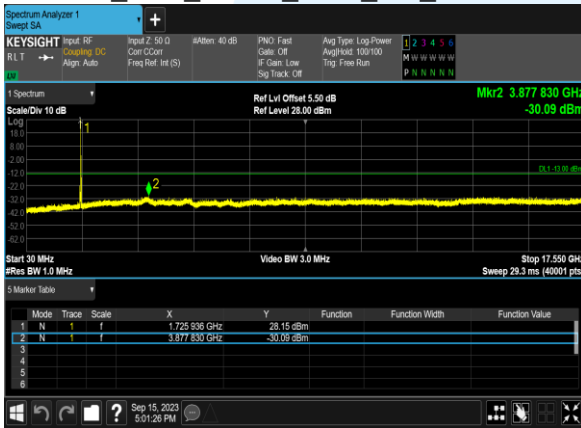 Spectrum Analyzer 1
Swept SA
KEYSIGHT Input: RF Input Z: 50 Ω #Atten: 40 dB PNO: Fast Avg Type: Log-Power 1 2 3 4 5 6
RLT Coupling: DC Corr CCorr Gate: Off Avg|Hold: 100/100 M W W W W W
Align: Auto Freq Ref: Int (S) IF Gain: Low Trig: Free Run P N N N N N
Sig Track: Off
1 Spectrum Mkr2 3.877 830 GHz
Ref Lvl Offset 5.50 dB
Scale/Div 10 dB Ref Level 28.00 dBm -30.09 dBm
Log
18.0
8.00
-2.00
-12.0
-22.0
-32.0
-42.0
-52.0
-62.0
1
2
DL1 -13.00 dBm
Start 30 MHz Video BW 3.0 MHz Stop 17.550 GHz
#Res BW 1.0 MHz Sweep 29.3 ms (40001 pts)
5 Marker Table
Mode Trace Scale X Y Function Function Width Function Value
1 N 1 f 1.725 936 GHz 28.15 dBm
2 N 1 f 3.877 830 GHz -30.09 dBm
3
4
5
6
Sep 15, 2023
5:01:26 PM